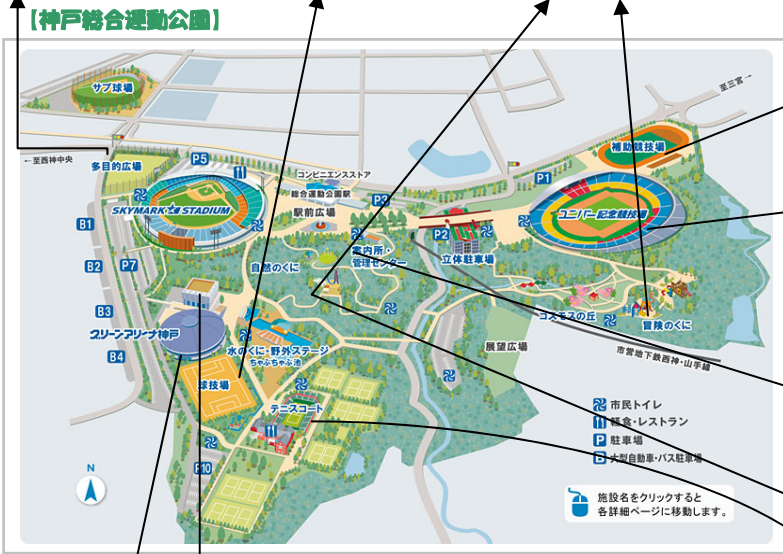 【神戸総合運動公園】
サブ球場
至三宮→
←至西神中央
多目的広場
P5
コンビニエンスストア
総合運動公園駅
駅前広場
P3
P1
補助競技場
SKYMARK STADIUM
ユニバー記念競技場
P2
立体駐車場
案内所・
管理センター
自然のくに
B1
B2
P7
B3
B4
グリーンアリーナ神戸
水のくに・野外ステージ
ちゃぷちゃぷ池
球技場
テニスコート
展望広場
コスモスの丘
冒険のくに
市営地下鉄西神・山手線
P10
市民トイレ
軽食・レストラン
P 駐車場
B 大型自動車・バス駐車場
N
施設名をクリックすると
各詳細ページに移動します。